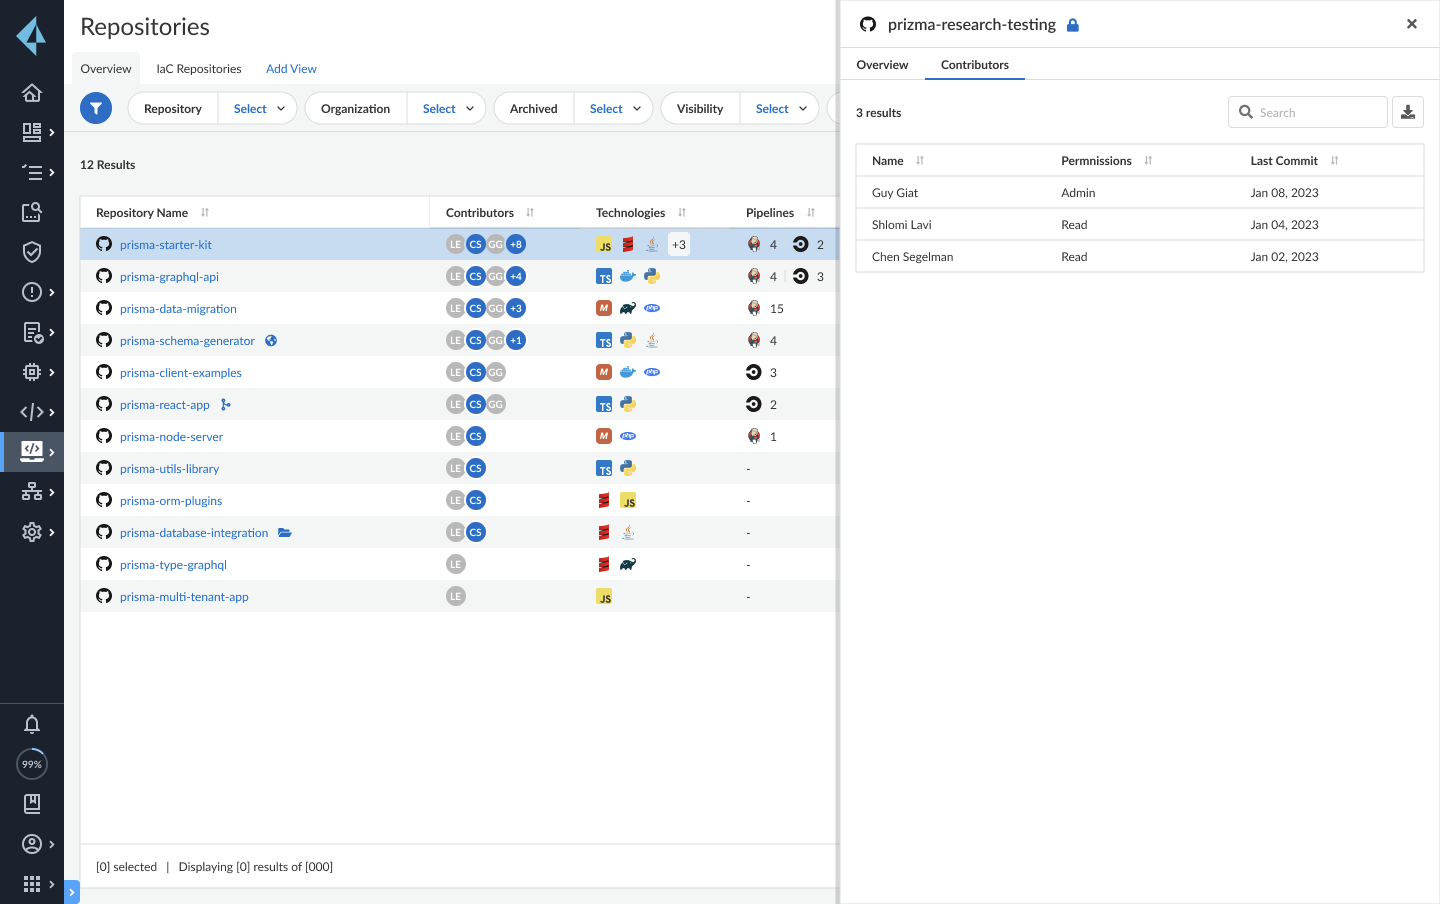 Repositories
Overview IaC Repositories Add View
Repository Select Organization Select Archived Select Visibility Select
12 Results
Repository Name Contributors Technologies Pipelines
prisma-starter-kit LE CS GG +8 JS +3 4 2
prisma-graphql-api LE CS GG +4 TS 4 3
prisma-data-migration LE CS GG +3 M php 15
prisma-schema-generator LE CS GG +1 TS 4
prisma-client-examples LE CS GG M php 3
prisma-react-app LE CS GG TS 2
prisma-node-server LE CS M php 1
prisma-utils-library LE CS TS -
prisma-orm-plugins LE CS JS -
prisma-database-integration LE CS -
prisma-type-graphql LE -
prisma-multi-tenant-app LE JS -
[0] selected | Displaying [0] results of [000]
99%
prizma-research-testing
Overview Contributors
3 results Search
Name Permnissions Last Commit
Guy Giat Admin Jan 08, 2023
Shlomi Lavi Read Jan 04, 2023
Chen Segelman Read Jan 02, 2023